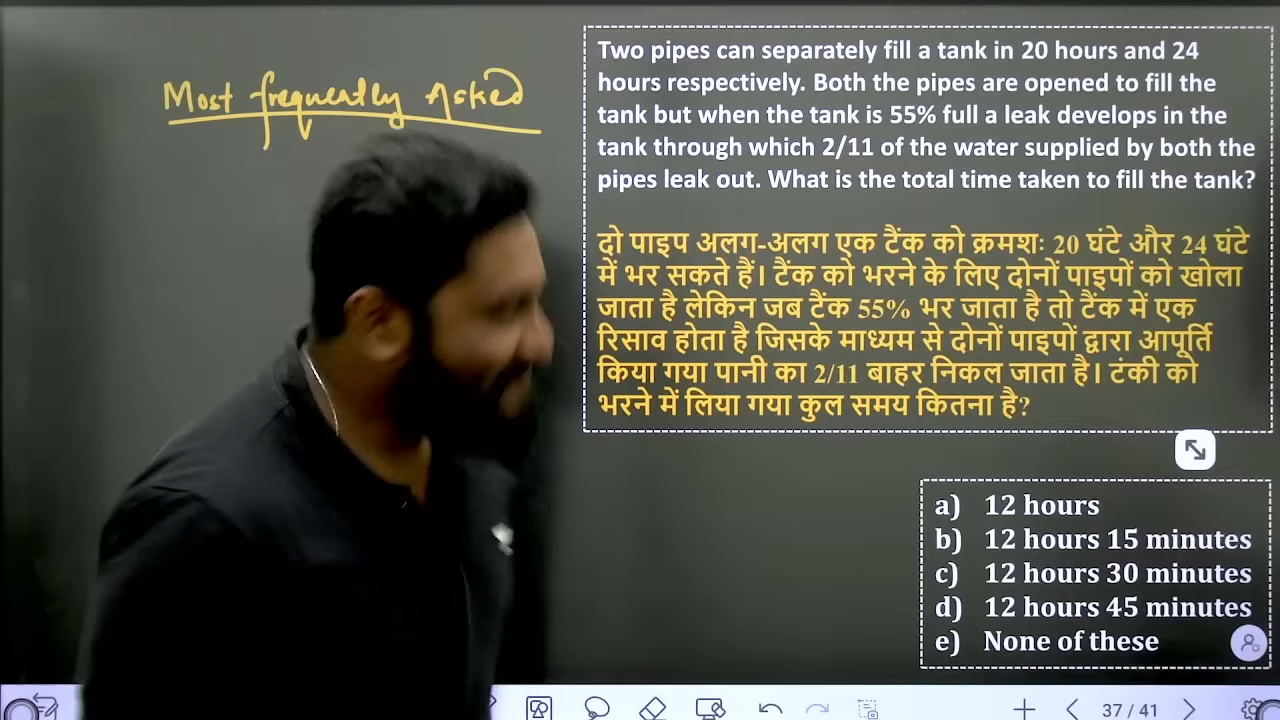 Most frequently Asked
Two pipes can separately fill a tank in 20 hours and 24
hours respectively. Both the pipes are opened to fill the
tank but when the tank is 55% full a leak develops in the
tank through which 2/11 of the water supplied by both the
pipes leak out. What is the total time taken to fill the tank?
दो पाइप अलग-अलग एक टैंक को क्रमशः 20 घंटे और 24 घंटे
में भर सकते हैं। टैंक को भरने के लिए दोनों पाइपों को खोला
जाता है लेकिन जब टैंक 55% भर जाता है तो टैंक में एक
रिसाव होता है जिसके माध्यम से दोनों पाइपों द्वारा आपूर्ति
किया गया पानी का 2/11 बाहर निकल जाता है। टंकी को
भरने में लिया गया कुल समय कितना है?
a) 12 hours
b) 12 hours 15 minutes
c) 12 hours 30 minutes
d) 12 hours 45 minutes
e) None of these
37 / 41